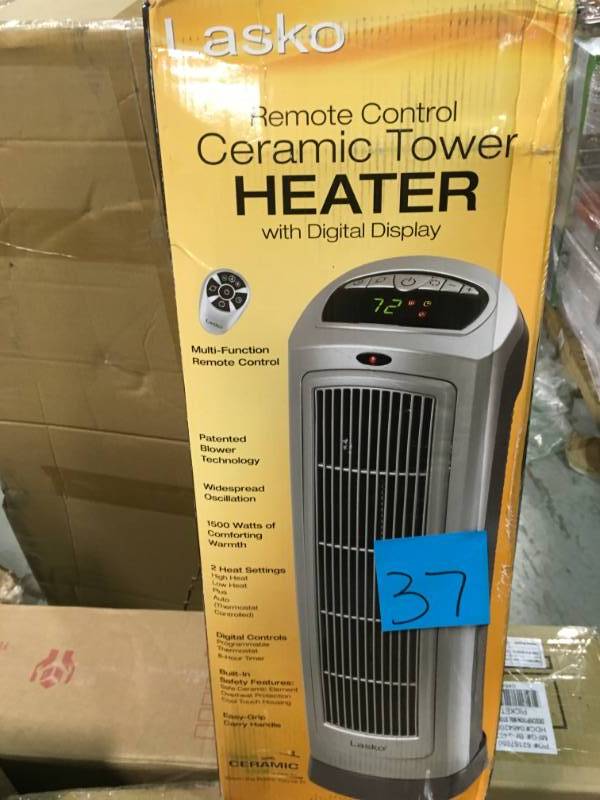 Lasko
Remote Control
Ceramic Tower
HEATER
with Digital Display
72
Lasko
Multi-Function
Remote Control
Patented
Blower
Technology
Widespread
Oscillation
1500 Watts of
Comforting
Warmth
2 Heat Settings
High Heat
Low Heat
Plus
Auto
(Thermostat
Controlled)
Digital Controls
Programmable
Thermostat
8-Hour Timer
Built-In
Safety Features:
Safe Ceramic Element
Overheat Protection
Cool Touch Housing
Easy-Grip
Carry Handle
CERAMIC
37
Lasko